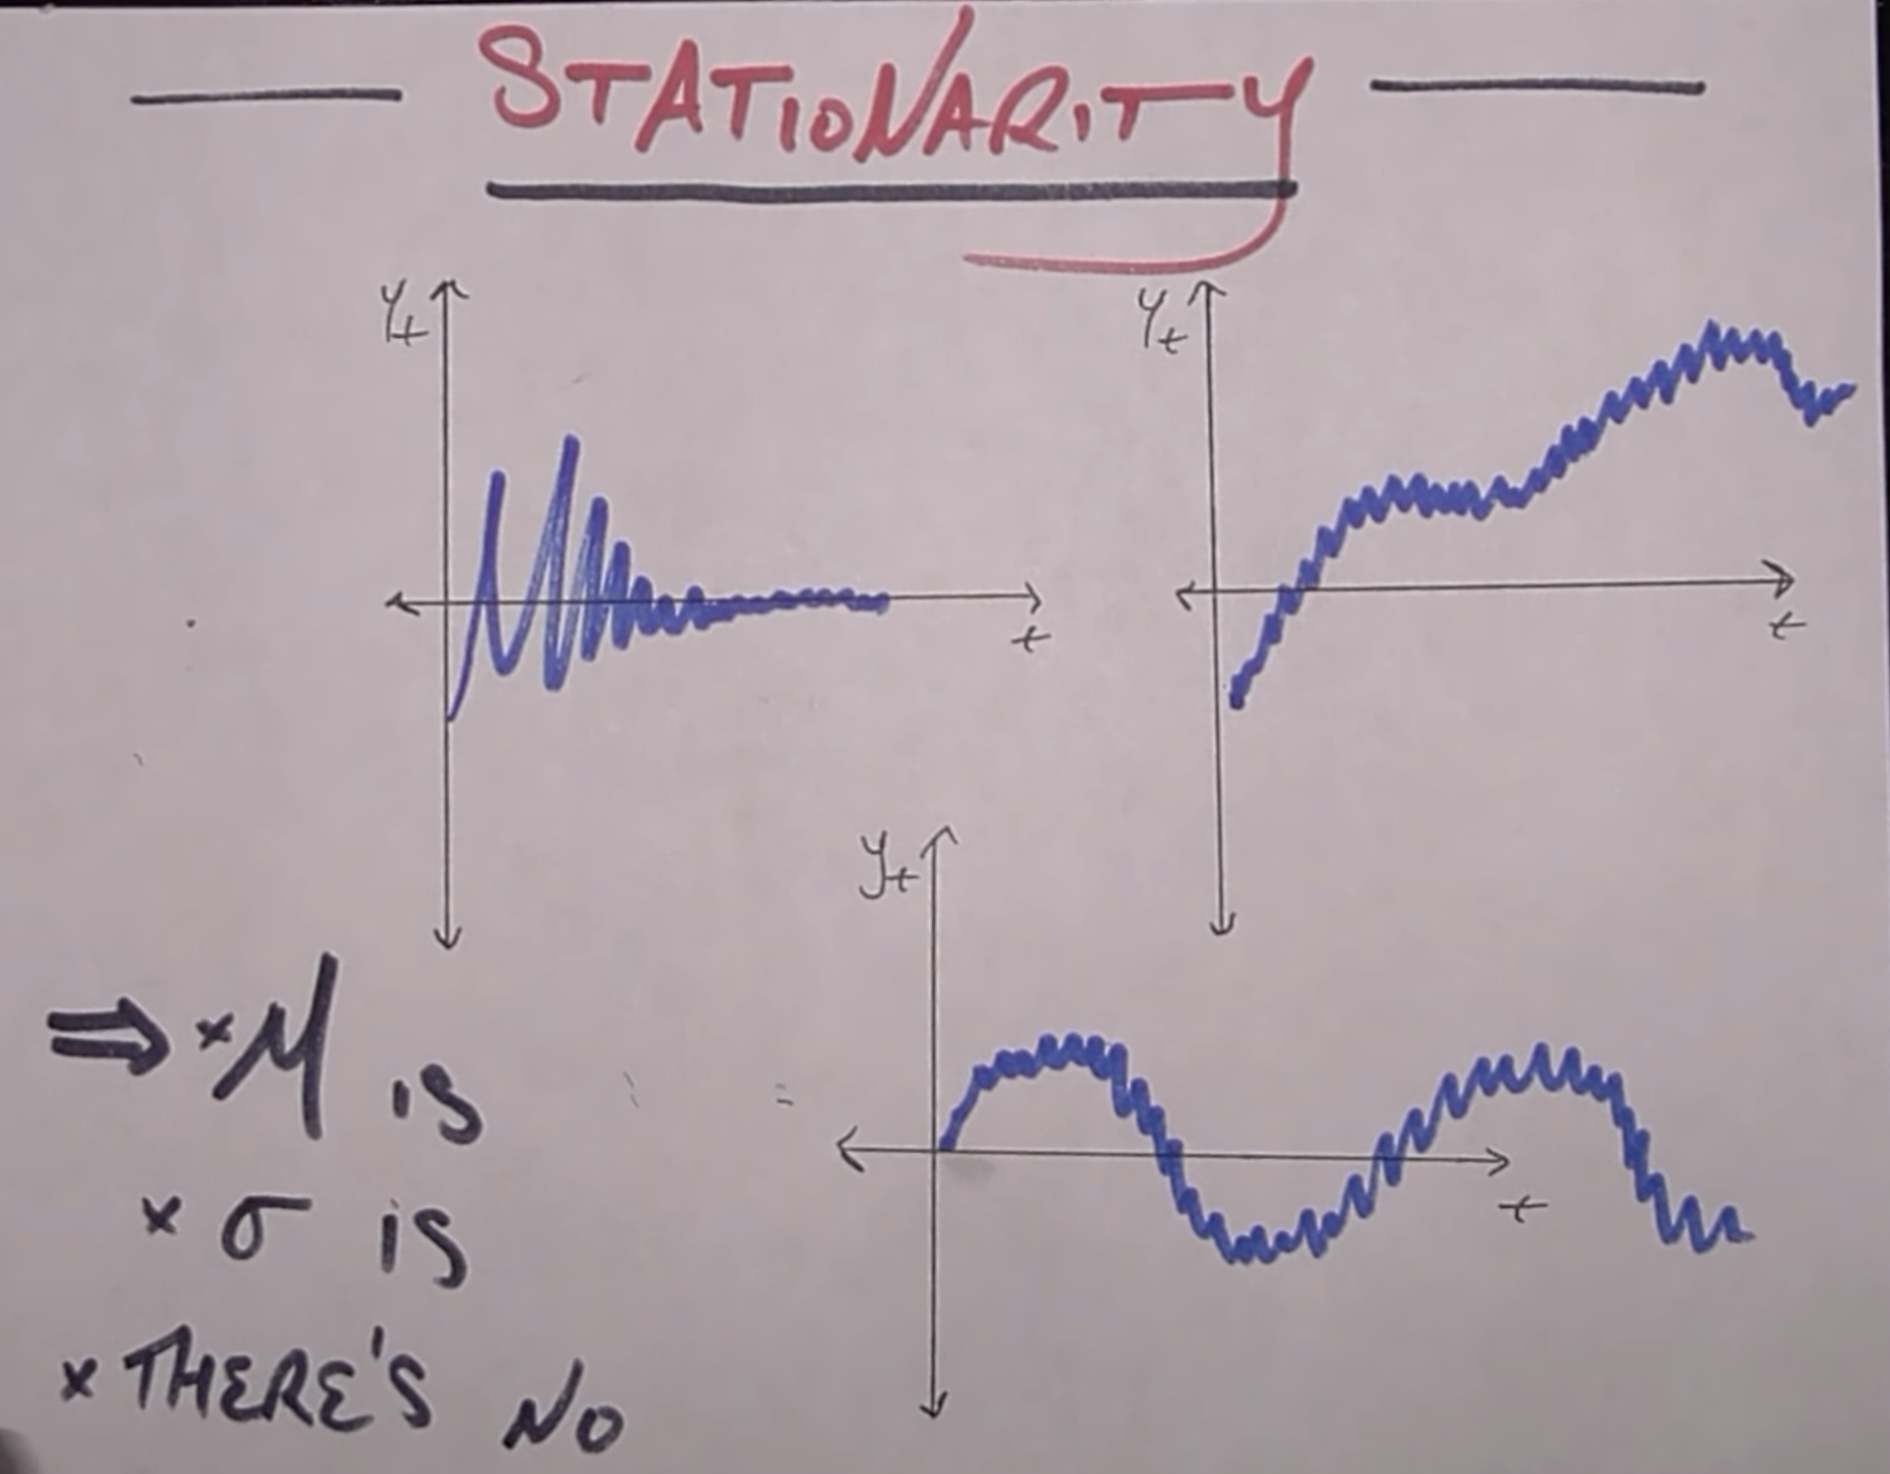 STATIONARITY
Yt
t
Yt
t
yt
t
⇒ × μ is
× σ is
× THERE'S NO